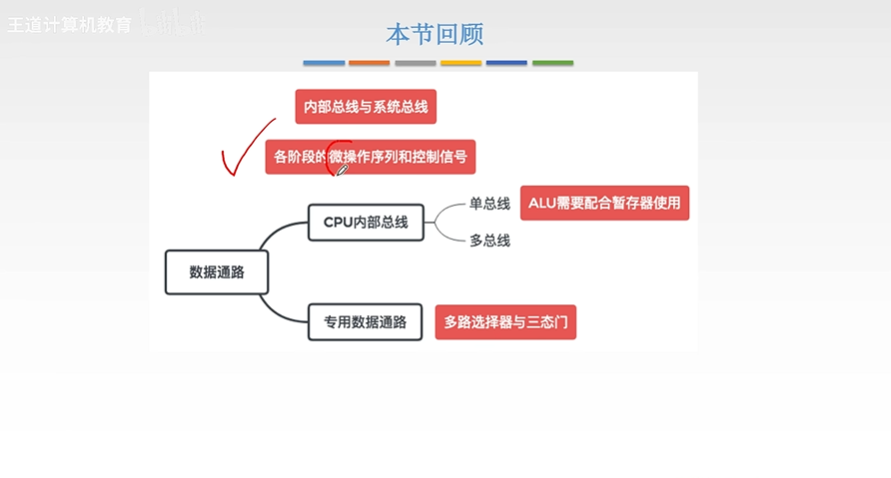 王道计算机教育
本节回顾
内部总线与系统总线
各阶段的微操作序列和控制信号
单总线
ALU需要配合暂存器使用
CPU内部总线
多总线
数据通路
专用数据通路
多路选择器与三态门